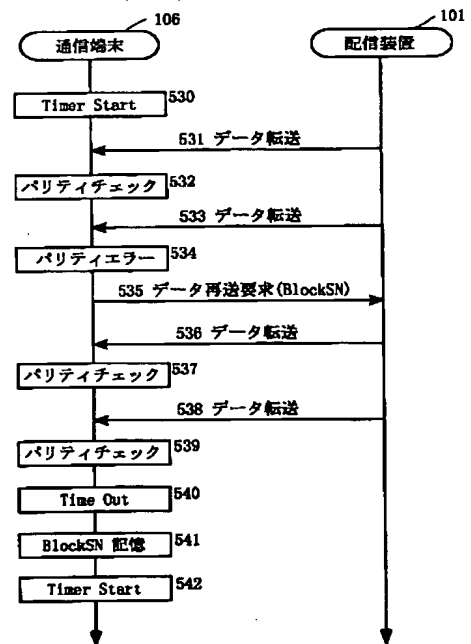 106
101
通信端末
配信装置
Timer Start 530
531 データ転送
パリティチェック 532
533 データ転送
パリティエラー 534
535 データ再送要求(BlockSN)
536 データ転送
パリティチェック 537
538 データ転送
パリティチェック 539
Time Out 540
BlockSN 記憶 541
Timer Start 542